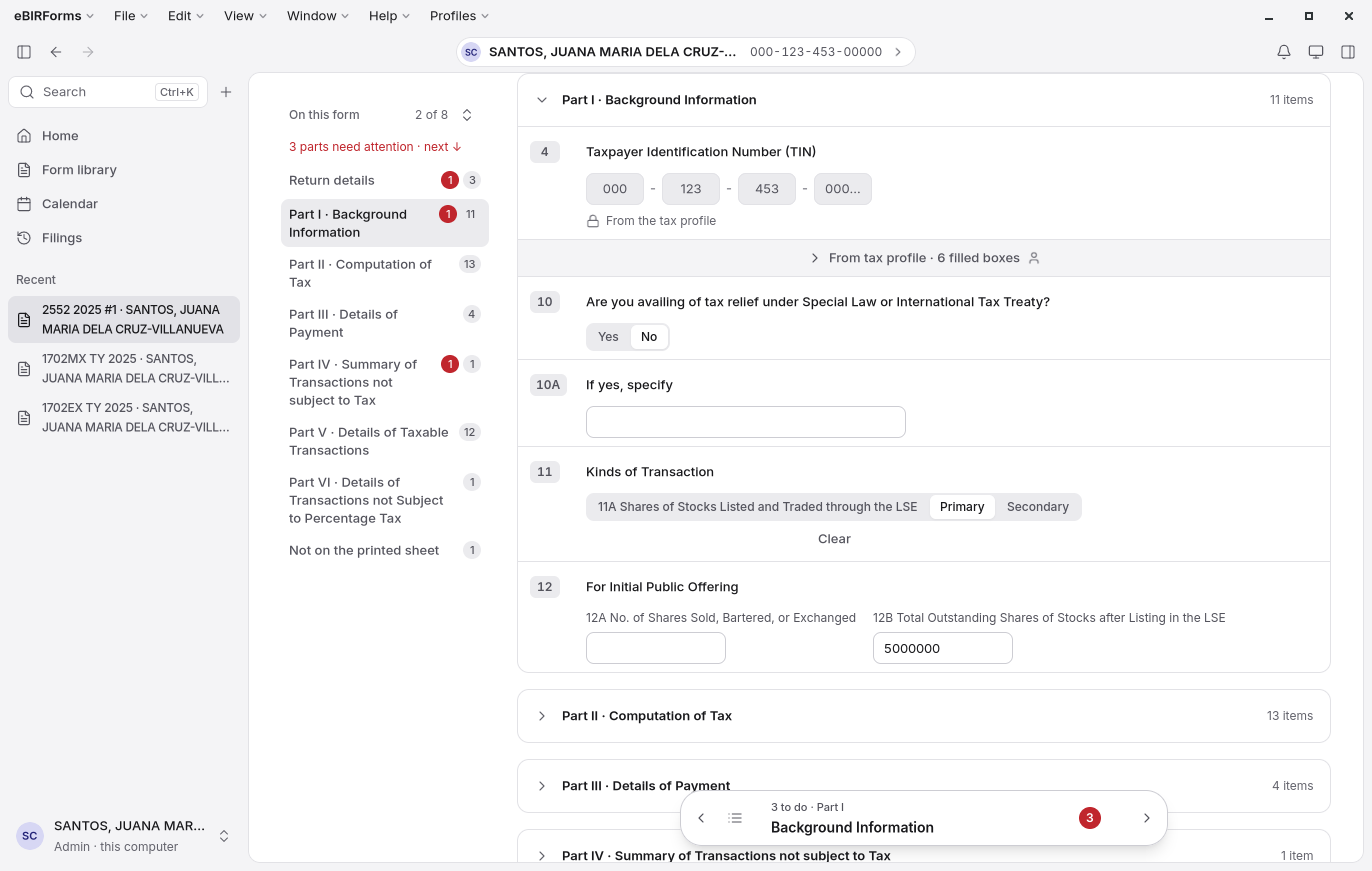 eBIRForms File Edit View Window Help Profiles
SC SANTOS, JUANA MARIA DELA CRUZ-... 000-123-453-00000
Search Ctrl+K
Home
Form library
Calendar
Filings
Recent
2552 2025 #1 · SANTOS, JUANA
MARIA DELA CRUZ-VILLANUEVA
1702MX TY 2025 · SANTOS,
JUANA MARIA DELA CRUZ-VILL...
1702EX TY 2025 · SANTOS,
JUANA MARIA DELA CRUZ-VILL...
SC SANTOS, JUANA MAR...
Admin · this computer
On this form 2 of 8
3 parts need attention · next ↓
Return details 1 3
Part I · Background 1 11
Information
Part II · Computation of 13
Tax
Part III · Details of 4
Payment
Part IV · Summary of 1 1
Transactions not
subject to Tax
Part V · Details of Taxable 12
Transactions
Part VI · Details of 1
Transactions not Subject
to Percentage Tax
Not on the printed sheet 1
Part I · Background Information 11 items
4 Taxpayer Identification Number (TIN)
000 - 123 - 453 - 000...
From the tax profile
From tax profile · 6 filled boxes
10 Are you availing of tax relief under Special Law or International Tax Treaty?
Yes No
10A If yes, specify
11 Kinds of Transaction
11A Shares of Stocks Listed and Traded through the LSE Primary Secondary
Clear
12 For Initial Public Offering
12A No. of Shares Sold, Bartered, or Exchanged 12B Total Outstanding Shares of Stocks after Listing in the LSE
5000000
Part II · Computation of Tax 13 items
Part III · Details of Payment 4 items
3 to do · Part I
Background Information 3
Part IV · Summary of Transactions not subject to Tax 1 item